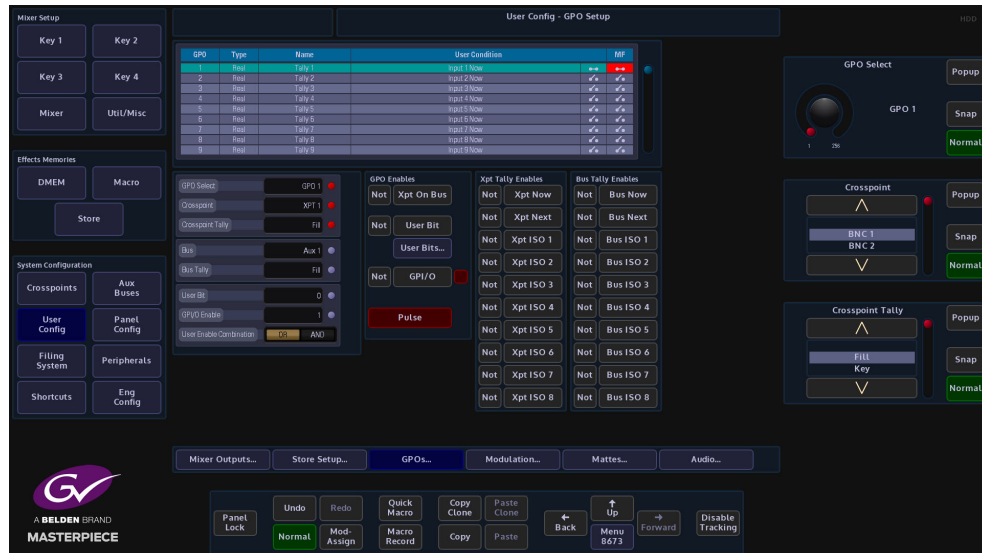 Mixer Setup
Key 1
Key 2
Key 3
Key 4
Mixer
Util/Misc
Effects Memories
DMEM
Macro
Store
System Configuration
Crosspoints
Aux
Buses
User
Config
Panel
Config
Filing
System
Peripherals
Shortcuts
Eng
Config
GV
A BELDEN BRAND
MASTERPIECE
User Config - GPO Setup
HDD
GPO Type Name User Condition MF
1 Real Tally 1 Input 1 Now
2 Real Tally 2 Input 2 Now
3 Real Tally 3 Input 3 Now
4 Real Tally 4 Input 4 Now
5 Real Tally 5 Input 5 Now
6 Real Tally 6 Input 6 Now
7 Real Tally 7 Input 7 Now
8 Real Tally 8 Input 8 Now
9 Real Tally 9 Input 9 Now
GPO Select GPO 1
Crosspoint XPT 1
Crosspoint Tally Fill
Bus Aux 1
Bus Tally Fill
User Bit 0
GPI/O Enable 1
User Enable Combination OR AND
GPO Enables
Not Xpt On Bus
Not User Bit
User Bits...
Not GPI/O
Pulse
Xpt Tally Enables
Not Xpt Now
Not Xpt Next
Not Xpt ISO 1
Not Xpt ISO 2
Not Xpt ISO 3
Not Xpt ISO 4
Not Xpt ISO 5
Not Xpt ISO 6
Not Xpt ISO 7
Not Xpt ISO 8
Bus Tally Enables
Not Bus Now
Not Bus Next
Not Bus ISO 1
Not Bus ISO 2
Not Bus ISO 3
Not Bus ISO 4
Not Bus ISO 5
Not Bus ISO 6
Not Bus ISO 7
Not Bus ISO 8
GPO Select
GPO 1
1 256
Popup
Snap
Normal
Crosspoint
BNC 1
BNC 2
Popup
Snap
Normal
Crosspoint Tally
Fill
Key
Popup
Snap
Normal
Mixer Outputs...
Store Setup...
GPOs...
Modulation...
Mattes...
Audio...
Panel
Lock
Undo
Redo
Normal
Mod-
Assign
Quick
Macro
Macro
Record
Copy
Clone
Paste
Clone
Copy
Paste
Back
Up
Menu
8673
Forward
Disable
Tracking